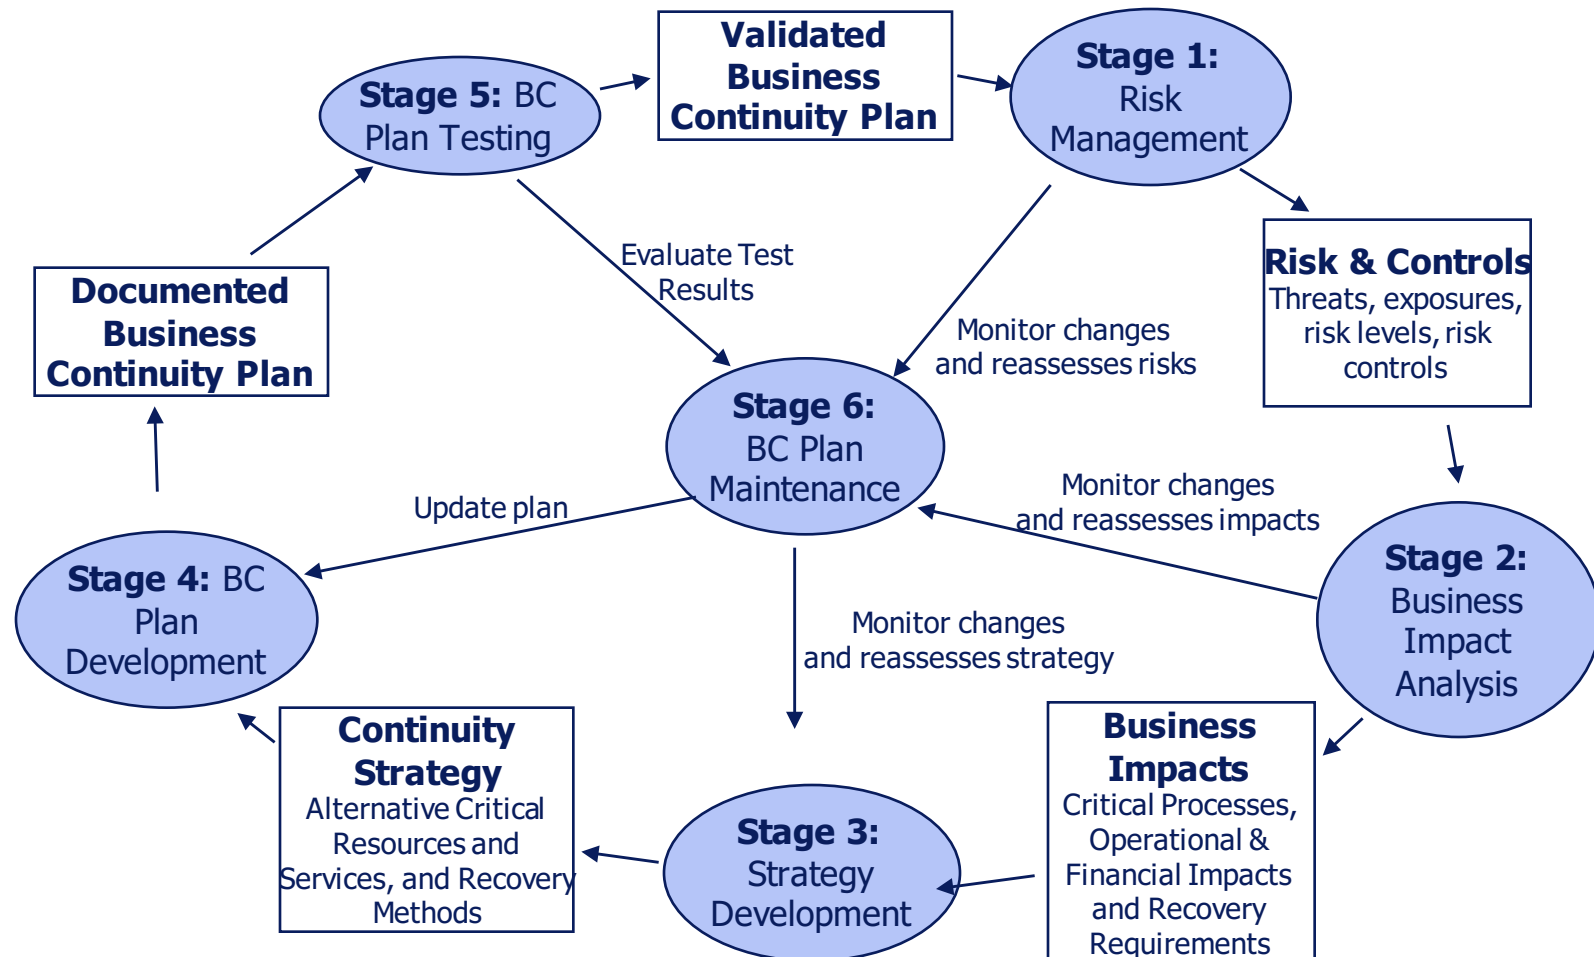 Validated
Business
Continuity Plan
Stage 1:
Risk
Management
Stage 5: BC
Plan Testing
Evaluate Test
Results
Risk & Controls
Threats, exposures,
risk levels, risk
controls
Documented
Business
Continuity Plan
Monitor changes
and reassesses risks
Stage 6:
BC Plan
Maintenance
Monitor changes
and reassesses impacts
Update plan
Stage 2:
Business
Impact
Analysis
Stage 4: BC
Plan
Development
Monitor changes
and reassesses strategy
Continuity
Strategy
Alternative Critical
Resources and
Services, and Recovery
Methods
Stage 3:
Strategy
Development
Business
Impacts
Critical Processes,
Operational &
Financial Impacts
and Recovery
Requirements